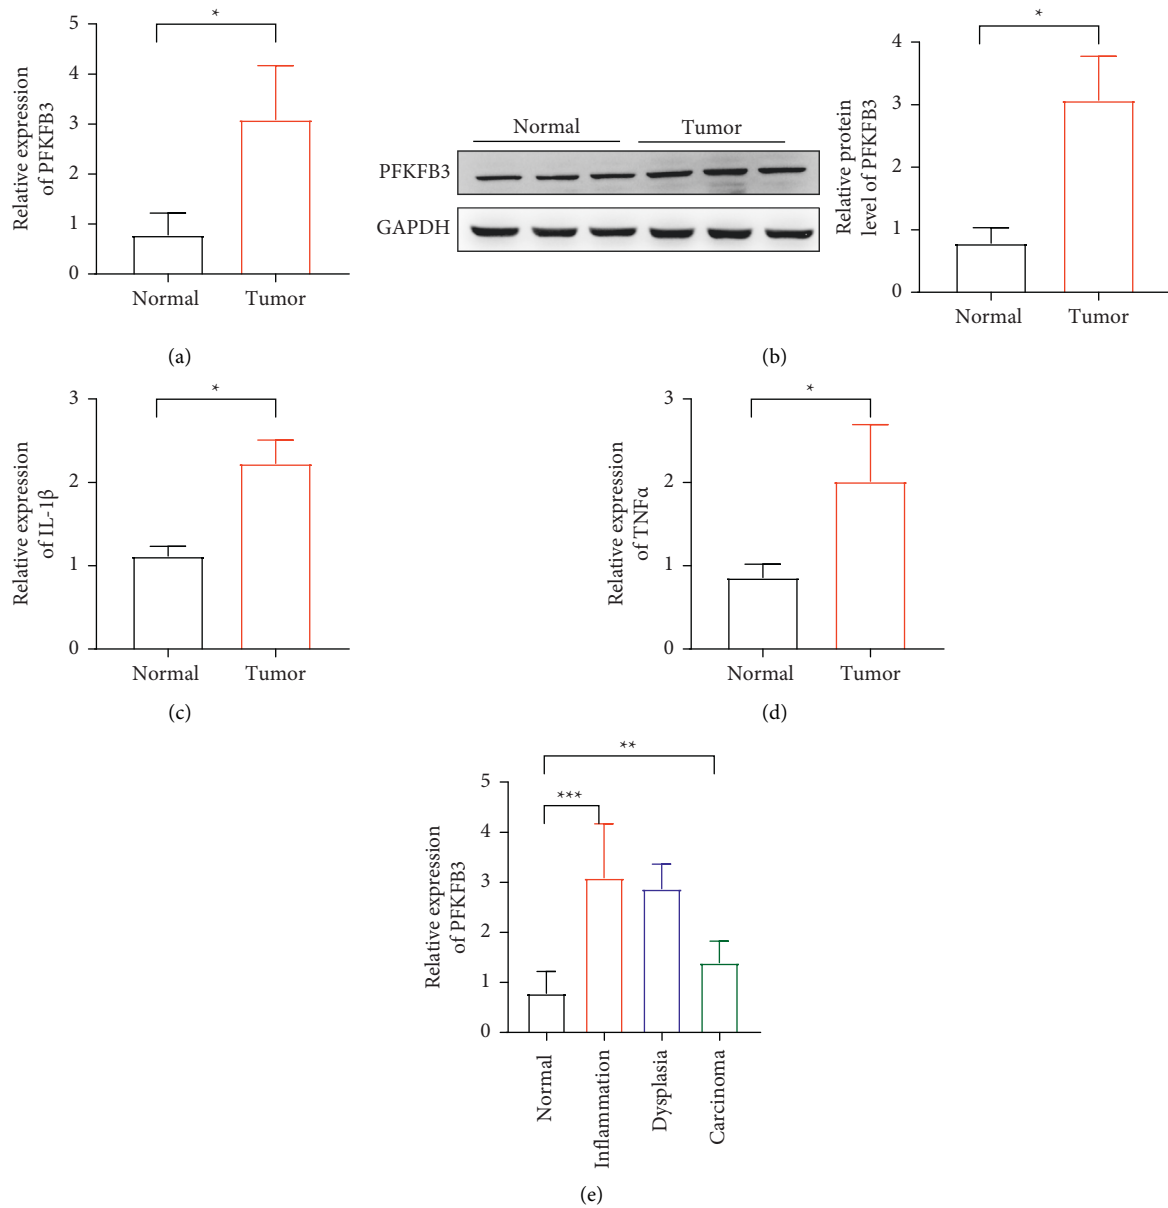 *
5
4
3
2
1
0
Relative expression
of PFKFB3
Normal
Tumor
(a)
Normal
Tumor
PFKFB3
GAPDH
*
4
3
2
1
0
Relative protein
level of PFKFB3
Normal
Tumor
(b)
*
3
2
1
0
Relative expression
of IL-1β
Normal
Tumor
(c)
*
3
2
1
0
Relative expression
of TNFα
Normal
Tumor
(d)
**
***
5
4
3
2
1
0
Relative expression
of PFKFB3
Normal
Inflammation
Dysplasia
Carcinoma
(e)